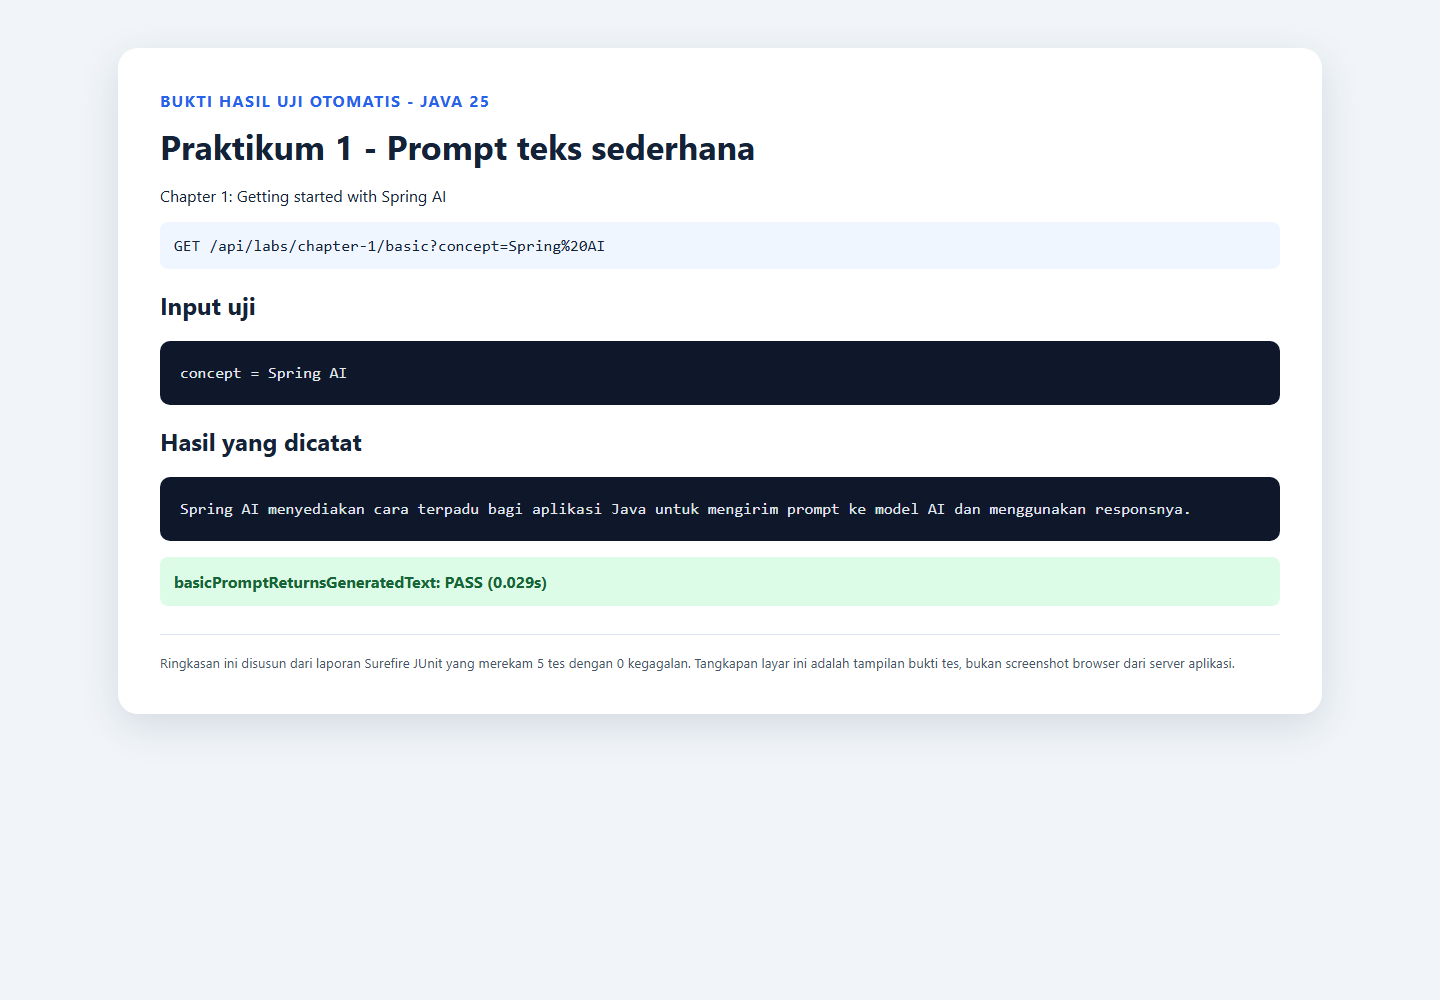 BUKTI HASIL UJI OTOMATIS - JAVA 25
Praktikum 1 - Prompt teks sederhana
Chapter 1: Getting started with Spring AI
GET /api/labs/chapter-1/basic?concept=Spring%20AI
Input uji
concept = Spring AI
Hasil yang dicatat
Spring AI menyediakan cara terpadu bagi aplikasi Java untuk mengirim prompt ke model AI dan menggunakan responsnya.
basicPromptReturnsGeneratedText: PASS (0.029s)
Ringkasan ini disusun dari laporan Surefire JUnit yang merekam 5 tes dengan 0 kegagalan. Tangkapan layar ini adalah tampilan bukti tes, bukan screenshot browser dari server aplikasi.